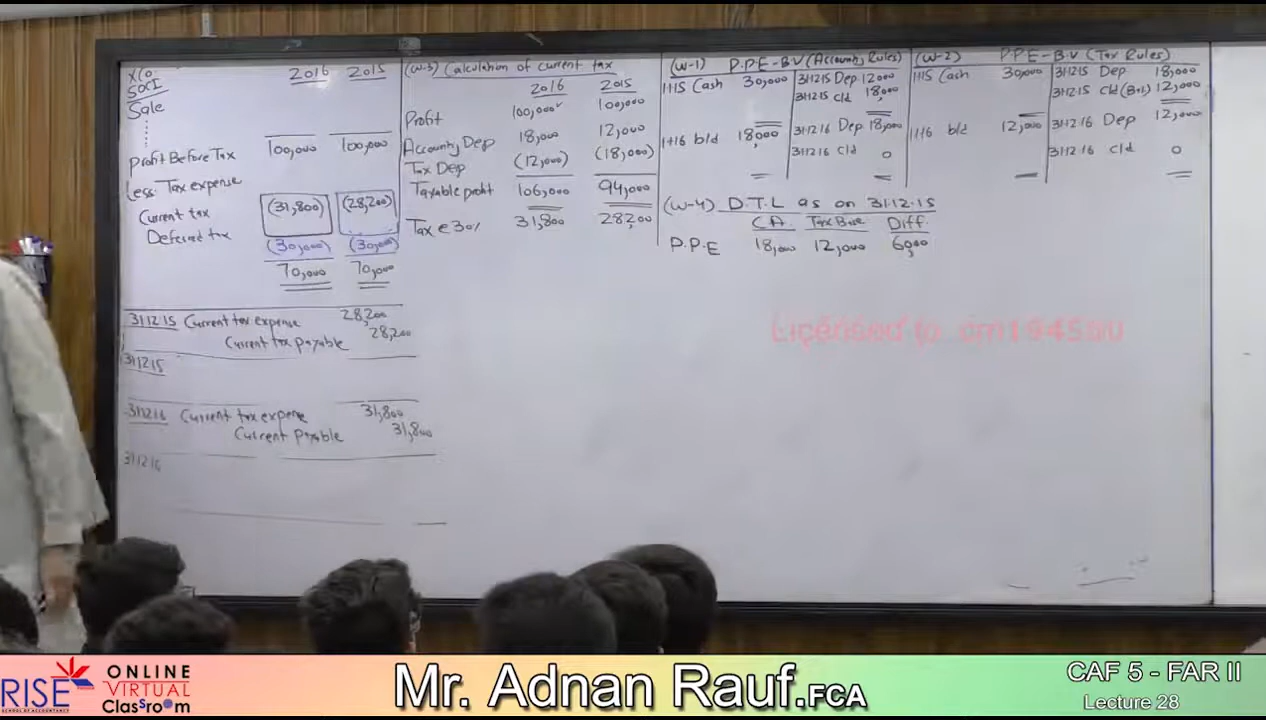 X Co.
SOCI
2016 2015
Sale
Profit Before Tax 100,000 100,000
Less: Tax expense
Current tax (31,800) (28,200)
Deferred tax
(30,000) (30,000)
70,000 70,000
31.12.15 Current tax expense 28,200
Current tax payable 28,200
31.12.15
31.12.16 Current tax expense 31,800
Current payable 31,800
31.12.16
(W-3) Calculation of current tax
2016 2015
Profit 100,000 100,000
Accounty Dep 18,000 12,000
Tax Dep (12,000) (18,000)
Taxable profit 106,000 94,000
Tax @ 30% 31,800 28200
(W-1) P.P.E-B.V (Accounty Rules)
1.1.15 Cash 30,000 31.12.15 Dep 12000
31.12.15 c/d 18,000
1.1.16 b/d 18,000 31.12.16 Dep 18,000
31.12.16 c/d 0
(W-2) PPE-B.V (Tax Rules)
1.1.15 Cash 30,000 31.12.15 Dep 18,000
31.12.15 c/d (B.V.) 12,000
1.1.16 b/d 12,000 31.12.16 Dep 12,000
31.12.16 c/d 0
(W-4) D.T.L as on 31.12.15
C.A Tax Base Diff
P.P.E 18,000 12,000 6,000
Licensed to
RISE
SCHOOL OF ACCOUNTANCY
ONLINE
VIRTUAL
Classroom
Mr. Adnan Rauf.FCA
CAF 5 - FAR II
Lecture 28